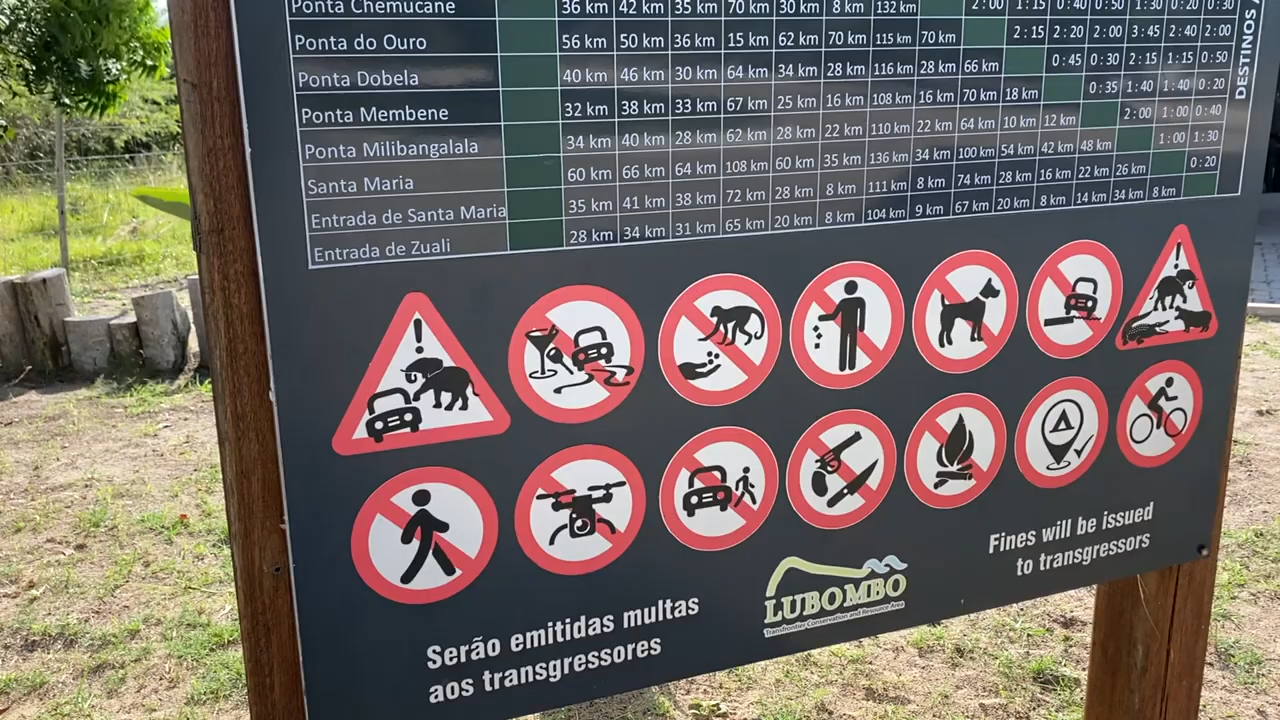 Ponta Chemucane 36 km 42 km 35 km 70 km 30 km 8 km 132 km 2:00 1:15 0:40 0:50 1:30 0:20 0:30
Ponta do Ouro 56 km 50 km 36 km 15 km 62 km 70 km 115 km 70 km 2:15 2:20 2:00 3:45 2:40 2:00
Ponta Dobela 40 km 46 km 30 km 64 km 34 km 28 km 116 km 28 km 66 km 0:45 0:30 2:15 1:15 0:50
Ponta Membene 32 km 38 km 33 km 67 km 25 km 16 km 108 km 16 km 70 km 18 km 0:35 1:40 1:40 0:20
Ponta Milibangalala 34 km 40 km 28 km 62 km 28 km 22 km 110 km 22 km 64 km 10 km 12 km 2:00 1:00 0:40
Santa Maria 60 km 66 km 64 km 108 km 60 km 35 km 136 km 34 km 100 km 54 km 42 km 48 km 1:00 1:30
Entrada de Santa Maria 35 km 41 km 38 km 72 km 28 km 8 km 111 km 8 km 74 km 28 km 16 km 22 km 26 km 0:20
Entrada de Zuali 28 km 34 km 31 km 65 km 20 km 8 km 104 km 9 km 67 km 20 km 8 km 14 km 34 km 8 km
DESTINOS
Serão emitidas multas
aos transgressores
LUBOMBO
Transfrontier Conservation and Resource Area
Fines will be issued
to transgressors